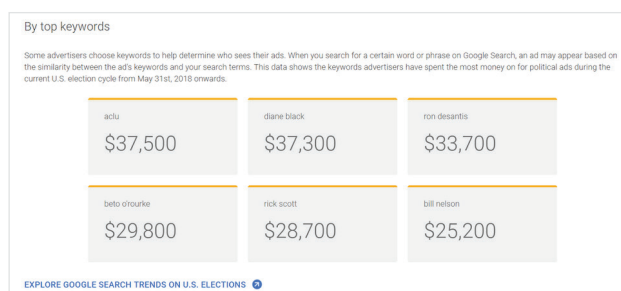 By top keywords
Some advertisers choose keywords to help determine who sees their ads. When you search for a certain word or phrase on Google Search, an ad may appear based on
the similarity between the ad's keywords and your search terms. This data shows the keywords advertisers have spent the most money on for political ads during the
current U.S. election cycle from May 31st, 2018 onwards.
aclu
$37,500
diane black
$37,300
ron desantis
$33,700
beto o'rourke
$29,800
rick scott
$28,700
bill nelson
$25,200
EXPLORE GOOGLE SEARCH TRENDS ON U.S. ELECTIONS